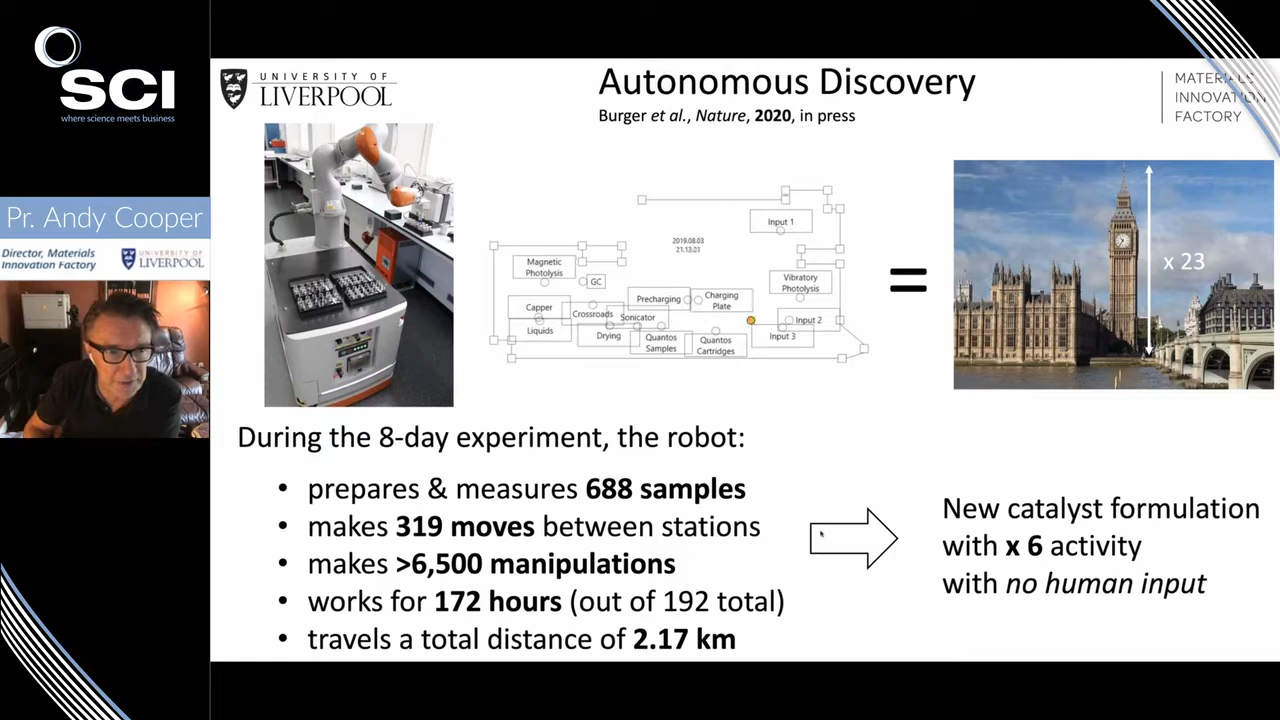 SCI
where science meets business
Pr. Andy Cooper
Director, Materials
Innovation Factory
UNIVERSITY OF
LIVERPOOL
UNIVERSITY OF
LIVERPOOL
Autonomous Discovery
Burger et al., Nature, 2020, in press
MATERIALS
INNOVATION
FACTORY
Input 1
2019.08.03
21:13:01
Magnetic
Photolysis
GC
Vibratory
Photolysis
Precharging
Charging
Plate
Capper
Crossroads
Sonicator
Input 2
Liquids
Drying
Quantos
Samples
Quantos
Cartridges
Input 3
=
x 23
During the 8-day experiment, the robot:
• prepares & measures 688 samples
• makes 319 moves between stations
• makes >6,500 manipulations
• works for 172 hours (out of 192 total)
• travels a total distance of 2.17 km
New catalyst formulation
with x 6 activity
with no human input